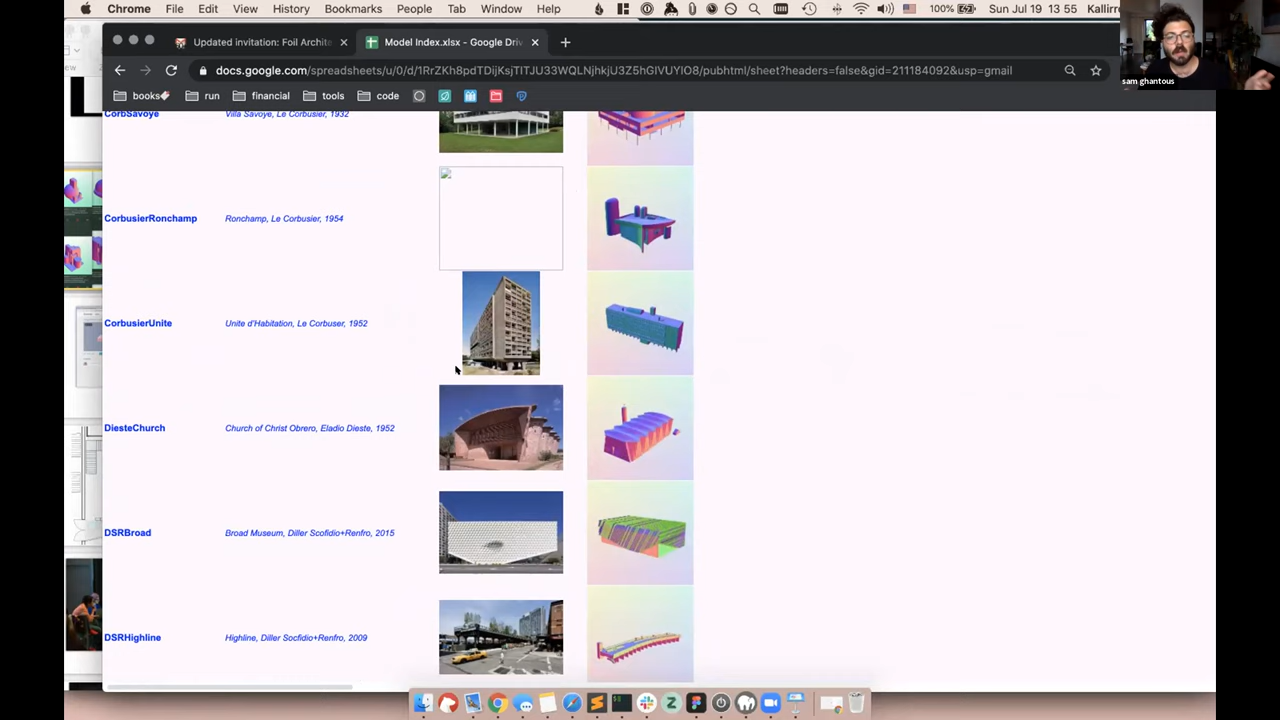 Chrome File Edit View History Bookmarks People Tab Window Help 100% Sun Jul 19 13 55 Kallirr
Updated invitation: Foil Archite
Model Index.xlsx - Google Driv
docs.google.com/spreadsheets/u/0/d/1RrZKh8pdTDijKsjTITJU33WQLNjhkjU3Z5hGIVUYIO8/pubhtml/sheet?headers=false&gid=211184092&usp=gmail
sam ghantous
books run financial tools code
CorbSavoye Villa Savoye, Le Corbusier, 1932
CorbusierRonchamp Ronchamp, Le Corbusier, 1954
CorbusierUnite Unite d'Habitation, Le Corbuser, 1952
DiesteChurch Church of Christ Obrero, Eladio Dieste, 1952
DSRBroad Broad Museum, Diller Scofidio+Renfro, 2015
DSRHighline Highline, Diller Socfidio+Renfro, 2009